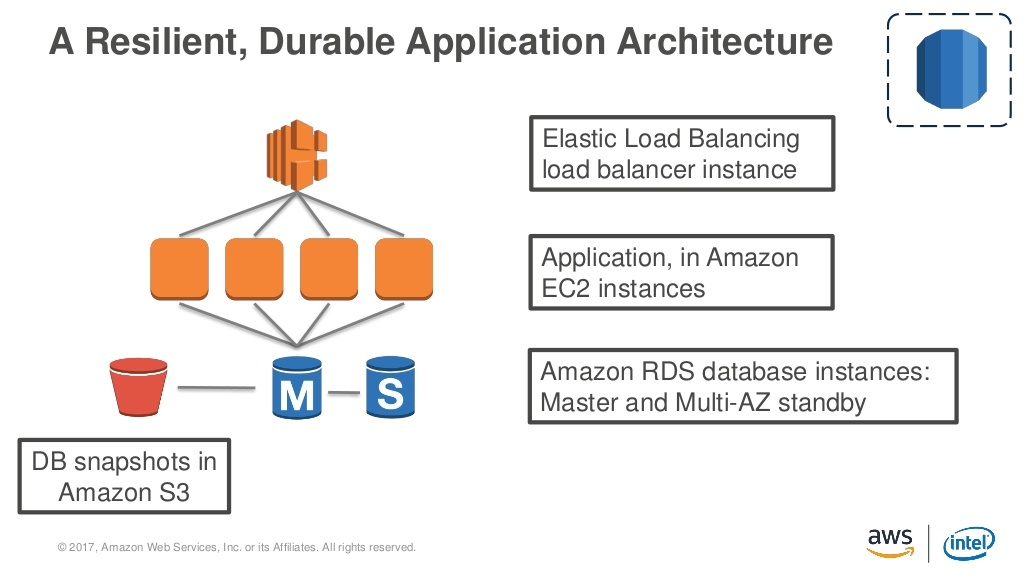 A Resilient, Durable Application Architecture
Elastic Load Balancing
load balancer instance
Application, in Amazon
EC2 instances
M
S
Amazon RDS database instances:
Master and Multi-AZ standby
DB snapshots in
Amazon S3
© 2017, Amazon Web Services, Inc. or its Affiliates. All rights reserved.
aws
intel